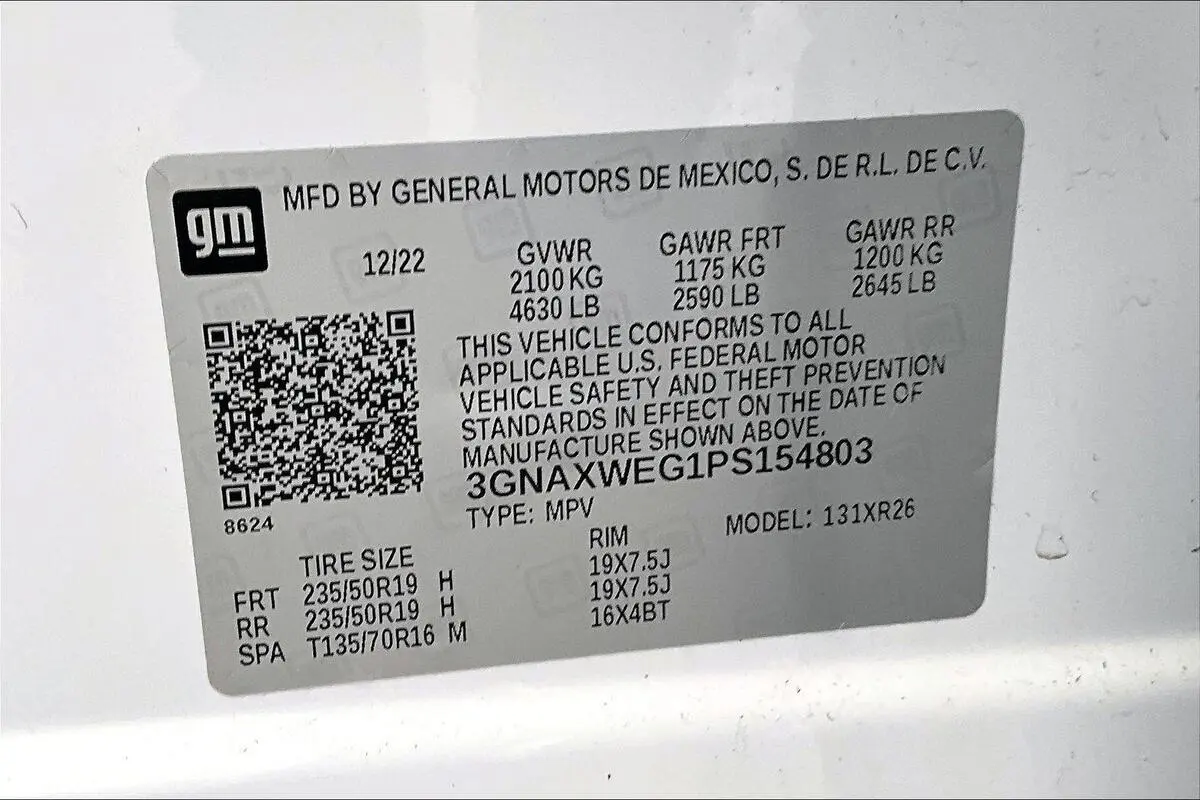 gm
MFD BY GENERAL MOTORS DE MEXICO, S. DE R.L. DE C.V.
12/22 GVWR GAWR FRT GAWR RR
2100 KG 1175 KG 1200 KG
4630 LB 2590 LB 2645 LB
THIS VEHICLE CONFORMS TO ALL
APPLICABLE U.S. FEDERAL MOTOR
VEHICLE SAFETY AND THEFT PREVENTION
STANDARDS IN EFFECT ON THE DATE OF
MANUFACTURE SHOWN ABOVE.
3GNAXWEG1PS154803
8624
TYPE: MPV MODEL: 131XR26
TIRE SIZE RIM
FRT 235/50R19 H 19X7.5J
RR 235/50R19 H 19X7.5J
SPA T135/70R16 M 16X4BT